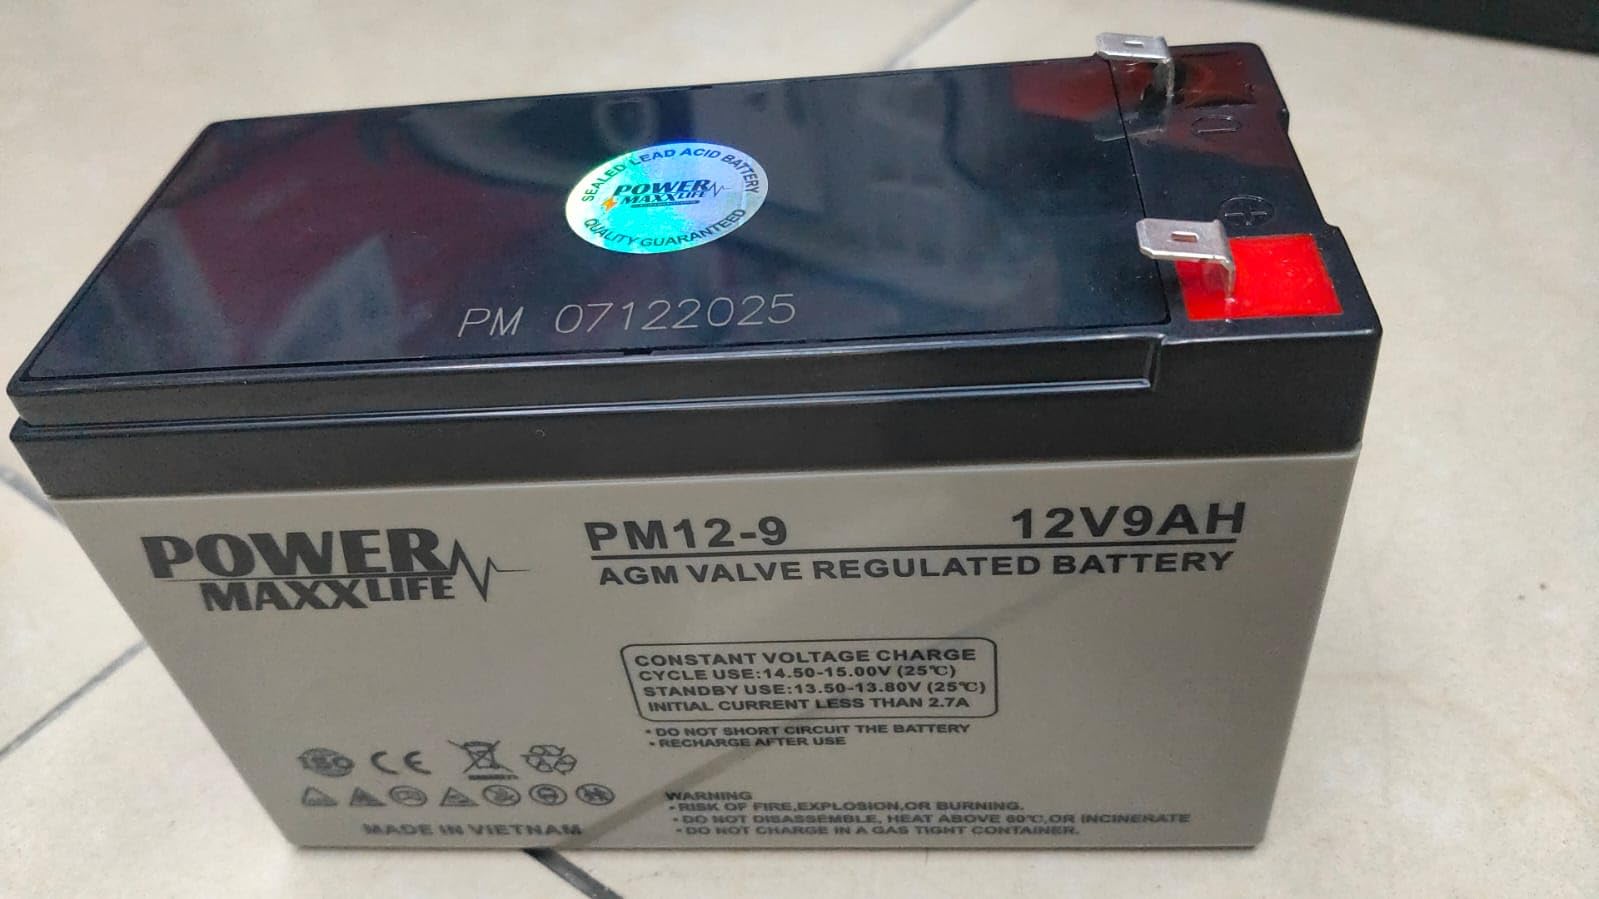 SEALED LEAD ACID BATTERY
POWER
MAXXLIFE
QUALITY GUARANTEED
PM 07122025
POWER
MAXXLIFE
PM12-9 12V9AH
AGM VALVE REGULATED BATTERY
CONSTANT VOLTAGE CHARGE
CYCLE USE:14.50-15.00V (25℃)
STANDBY USE:13.50-13.80V (25℃)
INITIAL CURRENT LESS THAN 2.7A
• DO NOT SHORT CIRCUIT THE BATTERY
• RECHARGE AFTER USE
ISO CE
WARNING
• RISK OF FIRE,EXPLOSION,OR BURNING.
• DO NOT DISASSEMBLE, HEAT ABOVE 60℃,OR INCINERATE
• DO NOT CHARGE IN A GAS TIGHT CONTAINER.
MADE IN VIETNAM